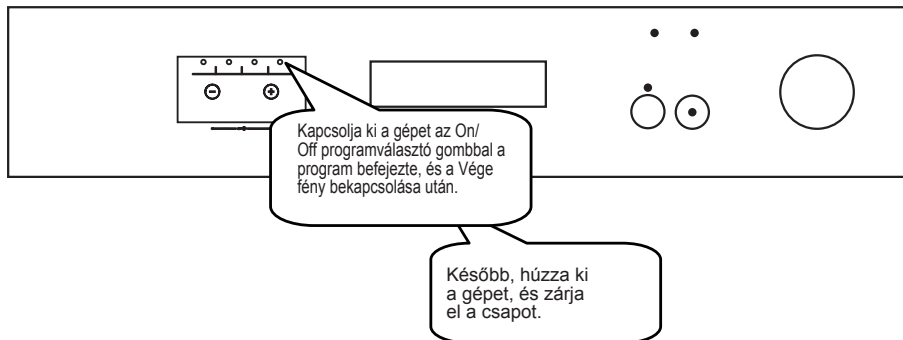 Kapcsolja ki a gépet az On/
Off programválasztó gombbal a
program befejezte, és a Vége
fény bekapcsolása után.
Később, húzza ki
a gépet, és zárja
el a csapot.